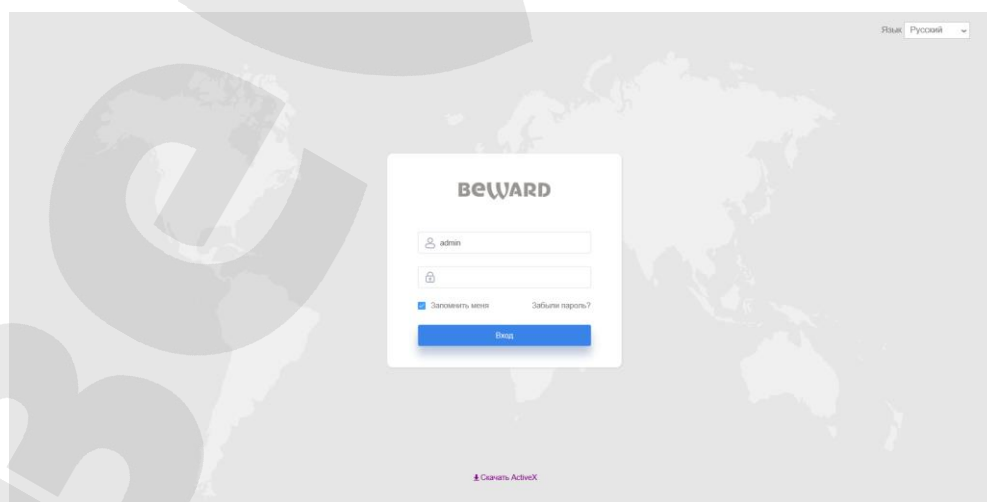 Язык Русский
BEWARD
admin
Запомнить меня Забыли пароль?
Вход
Скачать ActiveX